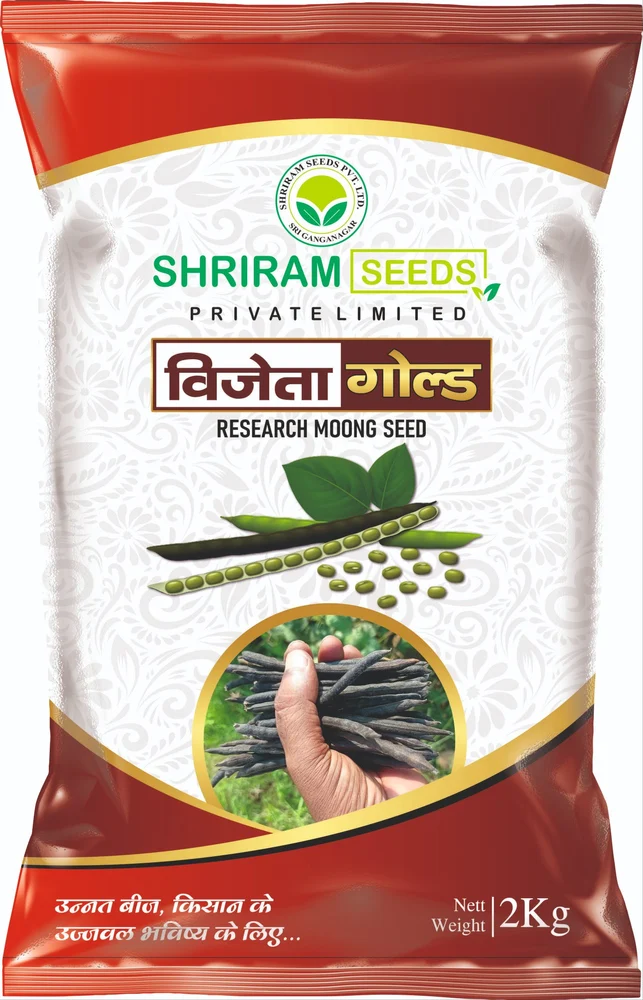 SHRIRAM SEEDS PVT. LTD.
SRI GANGANAGAR
SHRIRAM SEEDS
PRIVATE LIMITED
विजेता गोल्ड
RESEARCH MOONG SEED
उन्नत बीज, किसान के
उज्जवल भविष्य के लिए...
Nett
Weight 2Kg